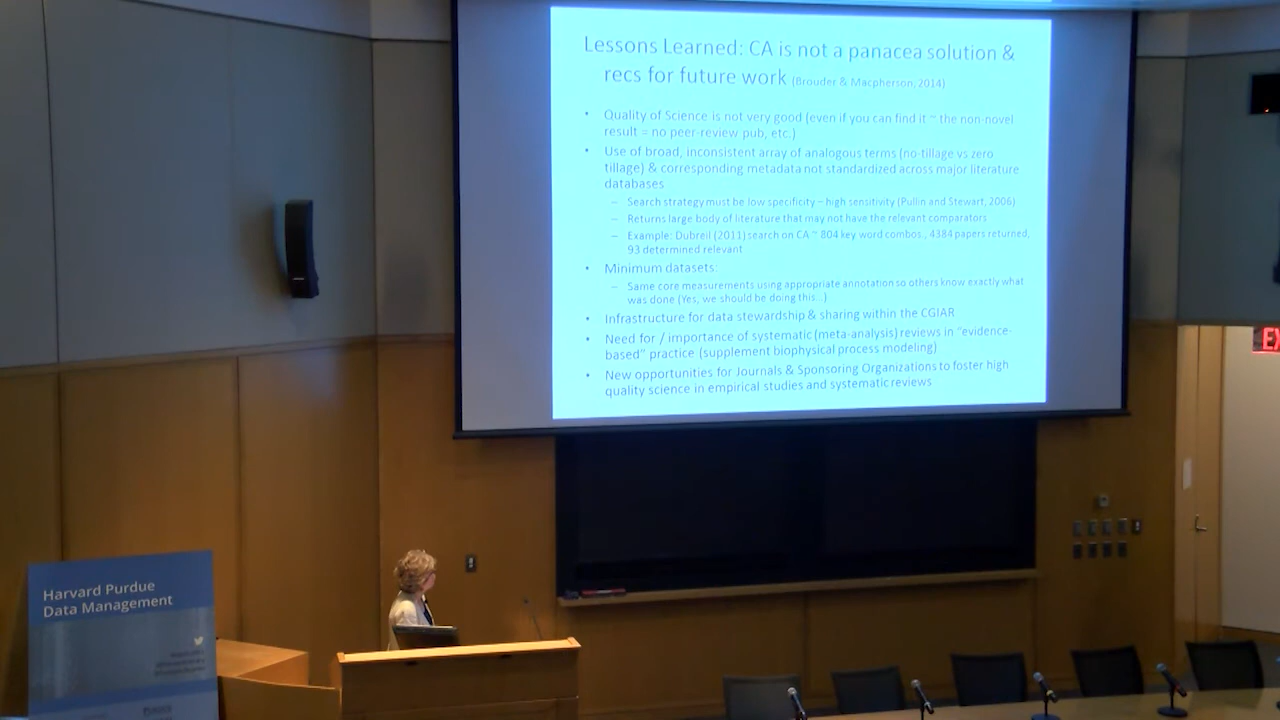 Lessons Learned: CA is not a panacea solution &
recs for future work (Brouder & Macpherson, 2014)
• Quality of Science is not very good (even if you can find it ~ the non-novel
result = no peer-review pub, etc.)
• Use of broad, inconsistent array of analogous terms (no-tillage vs zero
tillage) & corresponding metadata not standardized across major literature
databases
– Search strategy must be low specificity – high sensitivity (Pullin and Stewart, 2006)
– Returns large body of literature that may not have the relevant comparators
– Example: Dubreil (2011) search on CA ~ 804 key word combos., 4384 papers returned,
93 determined relevant
• Minimum datasets:
– Same core measurements using appropriate annotation so others know exactly what
was done (Yes, we should be doing this...)
• Infrastructure for data stewardship & sharing within the CGIAR
• Need for / importance of systematic (meta-analysis) reviews in "evidence-
based" practice (supplement biophysical process modeling)
• New opportunities for Journals & Sponsoring Organizations to foster high
quality science in empirical studies and systematic reviews
Harvard Purdue
Data Management